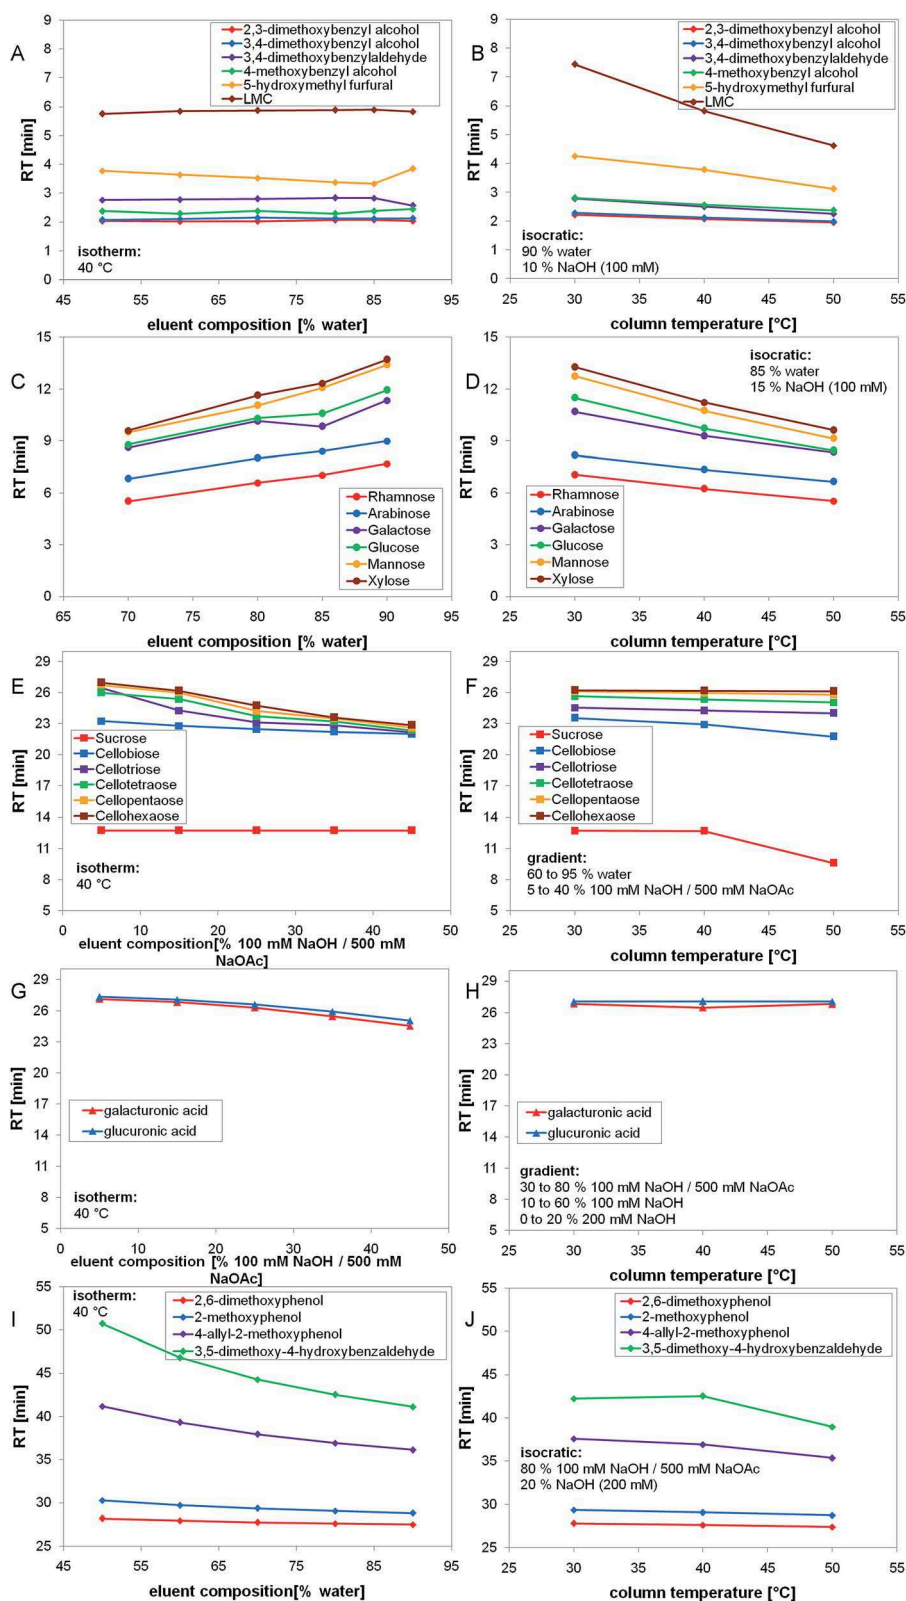 A
9
8
7
6
5
4
3
2
1
0
RT [min]
2,3-dimethoxybenzyl alcohol
3,4-dimethoxybenzyl alcohol
3,4-dimethoxybenzylaldehyde
4-methoxybenzyl alcohol
5-hydroxymethyl furfural
LMC
isotherm:
40 °C
45 55 65 75 85 95
eluent composition [% water]
B
9
8
7
6
5
4
3
2
1
0
RT [min]
2,3-dimethoxybenzyl alcohol
3,4-dimethoxybenzyl alcohol
3,4-dimethoxybenzylaldehyde
4-methoxybenzyl alcohol
5-hydroxymethyl furfural
LMC
isocratic:
90 % water
10 % NaOH (100 mM)
25 30 35 40 45 50 55
column temperature [°C]
C
15
12
9
6
3
0
RT [min]
Rhamnose
Arabinose
Galactose
Glucose
Mannose
Xylose
65 70 75 80 85 90 95
eluent composition [% water]
D
15
12
9
6
3
0
RT [min]
isocratic:
85 % water
15 % NaOH (100 mM)
Rhamnose
Arabinose
Galactose
Glucose
Mannose
Xylose
25 30 35 40 45 50 55
column temperature [°C]
E
29
26
23
20
17
14
11
8
5
RT [min]
Sucrose
Cellobiose
Cellotriose
Cellotetraose
Cellopentaose
Cellohexaose
isotherm:
40 °C
0 10 20 30 40 50
eluent composition[% 100 mM NaOH / 500 mM
NaOAc]
F
29
26
23
20
17
14
11
8
5
RT [min]
Sucrose
Cellobiose
Cellotriose
Cellotetraose
Cellopentaose
Cellohexaose
gradient:
60 to 95 % water
5 to 40 % 100 mM NaOH / 500 mM NaOAc
25 30 35 40 45 50 55
column temperature [°C]
G
29
26
23
20
17
14
11
8
5
RT [min]
galacturonic acid
glucuronic acid
isotherm:
40 °C
0 10 20 30 40 50
eluent composition [% 100 mM NaOH / 500 mM
NaOAc]
H
29
26
23
20
17
14
11
8
5
RT [min]
galacturonic acid
glucuronic acid
gradient:
30 to 80 % 100 mM NaOH / 500 mM NaOAc
10 to 60 % 100 mM NaOH
0 to 20 % 200 mM NaOH
25 30 35 40 45 50 55
column temperature [°C]
I
55
50
45
40
35
30
25
RT [min]
isotherm:
40 °C
2,6-dimethoxyphenol
2-methoxyphenol
4-allyl-2-methoxyphenol
3,5-dimethoxy-4-hydroxybenzaldehyde
45 55 65 75 85 95
eluent composition[% water]
J
55
50
45
40
35
30
25
RT [min]
2,6-dimethoxyphenol
2-methoxyphenol
4-allyl-2-methoxyphenol
3,5-dimethoxy-4-hydroxybenzaldehyde
isocratic:
80 % 100 mM NaOH / 500 mM NaOAc
20 % NaOH (200 mM)
25 30 35 40 45 50 55
column temperature [°C]